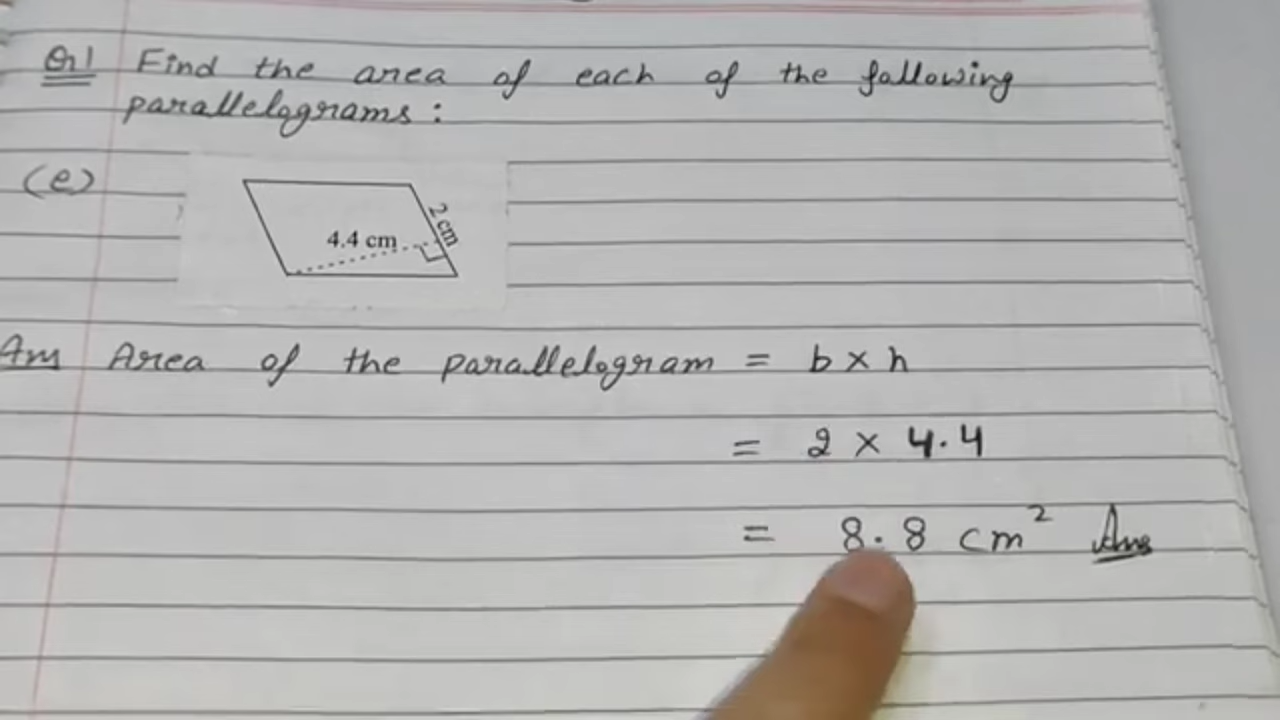 Qn1 Find the area of each of the following
parallelograms:
(e)
2 cm
4.4 cm
Ans Area of the parallelogram = b × h
= 2 × 4.4
= 8.8 cm² Ans